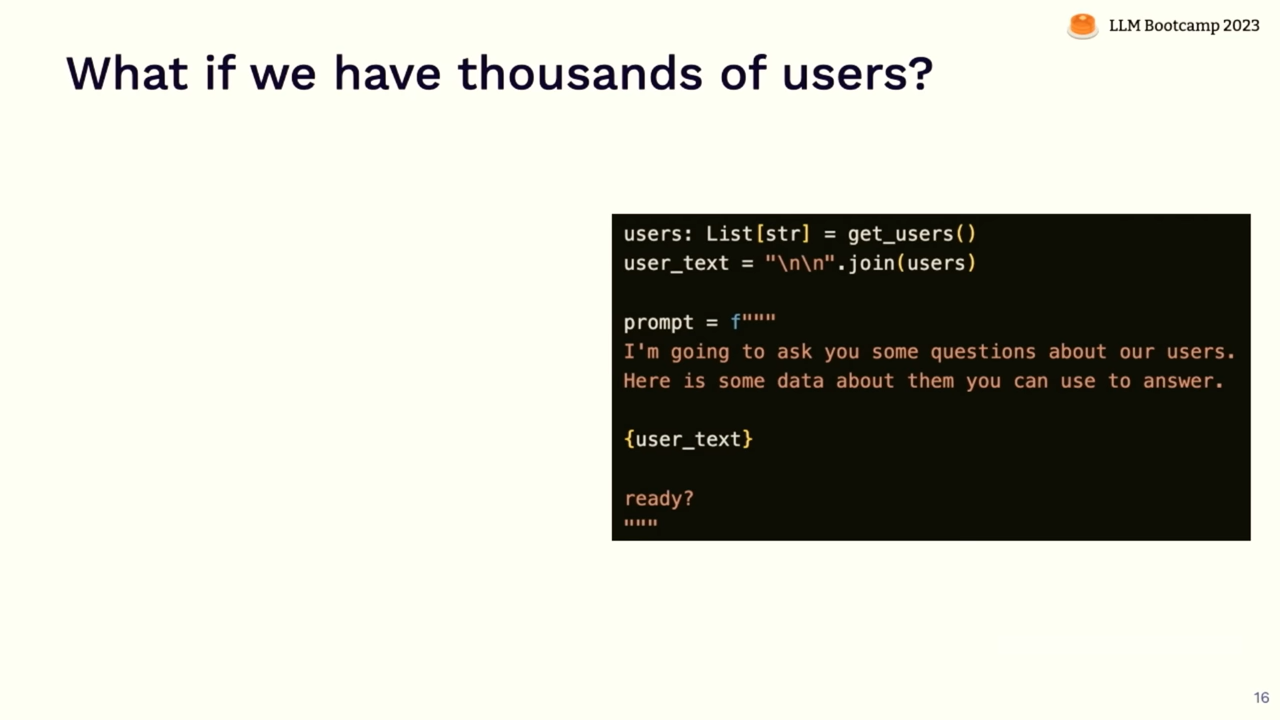 LLM Bootcamp 2023
What if we have thousands of users?
users: List[str] = get_users()
user_text = "\n\n".join(users)
prompt = f"""
I'm going to ask you some questions about our users.
Here is some data about them you can use to answer.
{user_text}
ready?
"""
16